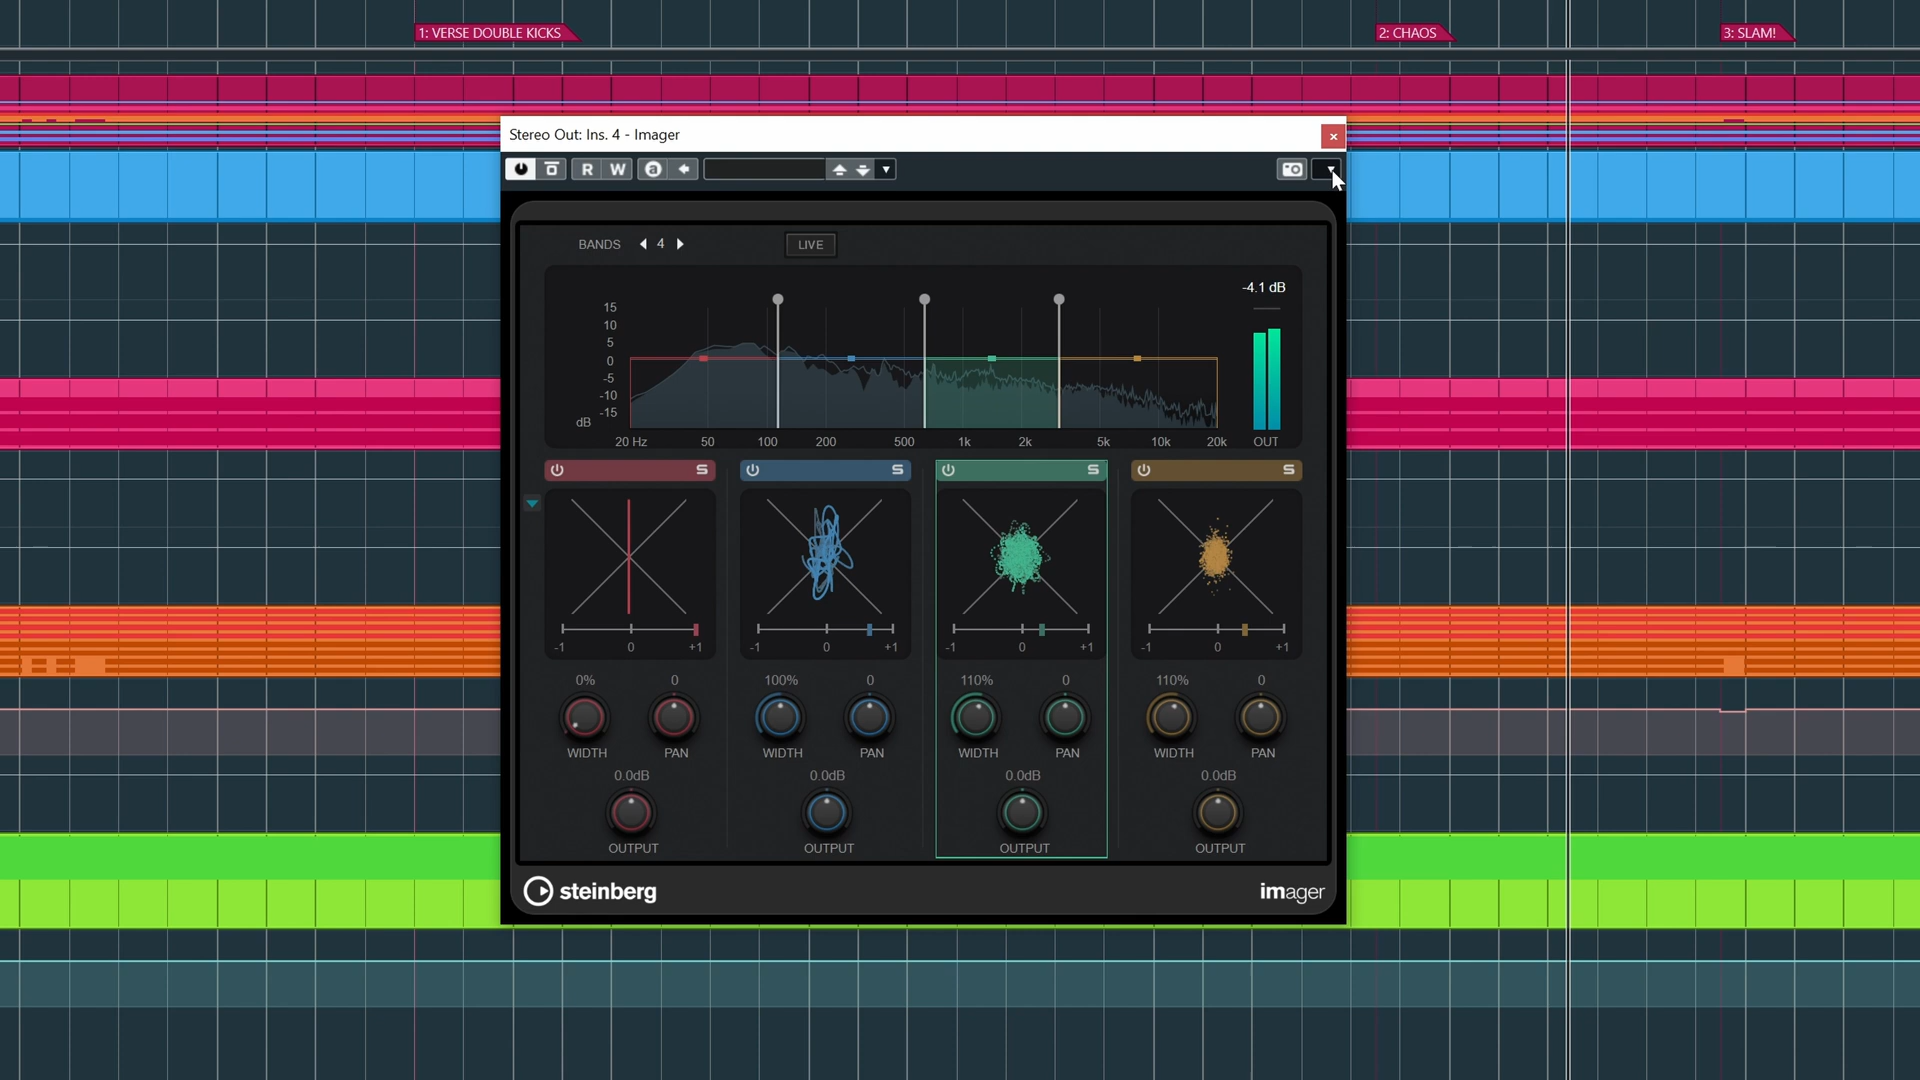 1: VERSE DOUBLE KICKS
2: CHAOS
3: SLAM!
Stereo Out: Ins. 4 - Imager
R W a
BANDS 4 LIVE
-4.1 dB
15
10
5
0
-5
-10
-15
dB
20 Hz 50 100 200 500 1k 2k 5k 10k 20k OUT
S S S S
-1 0 +1 -1 0 +1 -1 0 +1 -1 0 +1
0% 0 100% 0 110% 0 110% 0
WIDTH PAN WIDTH PAN WIDTH PAN WIDTH PAN
0.0dB 0.0dB 0.0dB 0.0dB
OUTPUT OUTPUT OUTPUT OUTPUT
steinberg imager